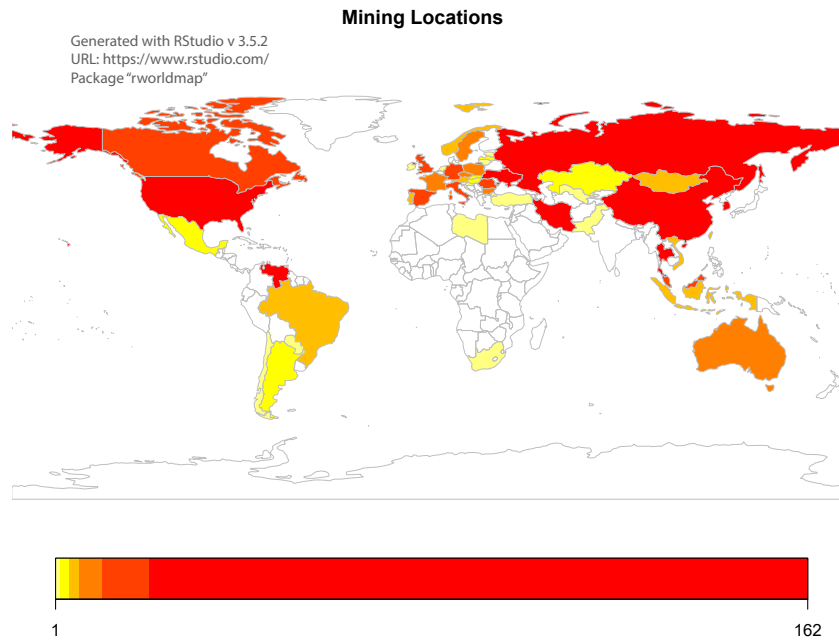 Mining Locations
Generated with RStudio v 3.5.2
URL: https://www.rstudio.com/
Package “rworldmap”
1
162